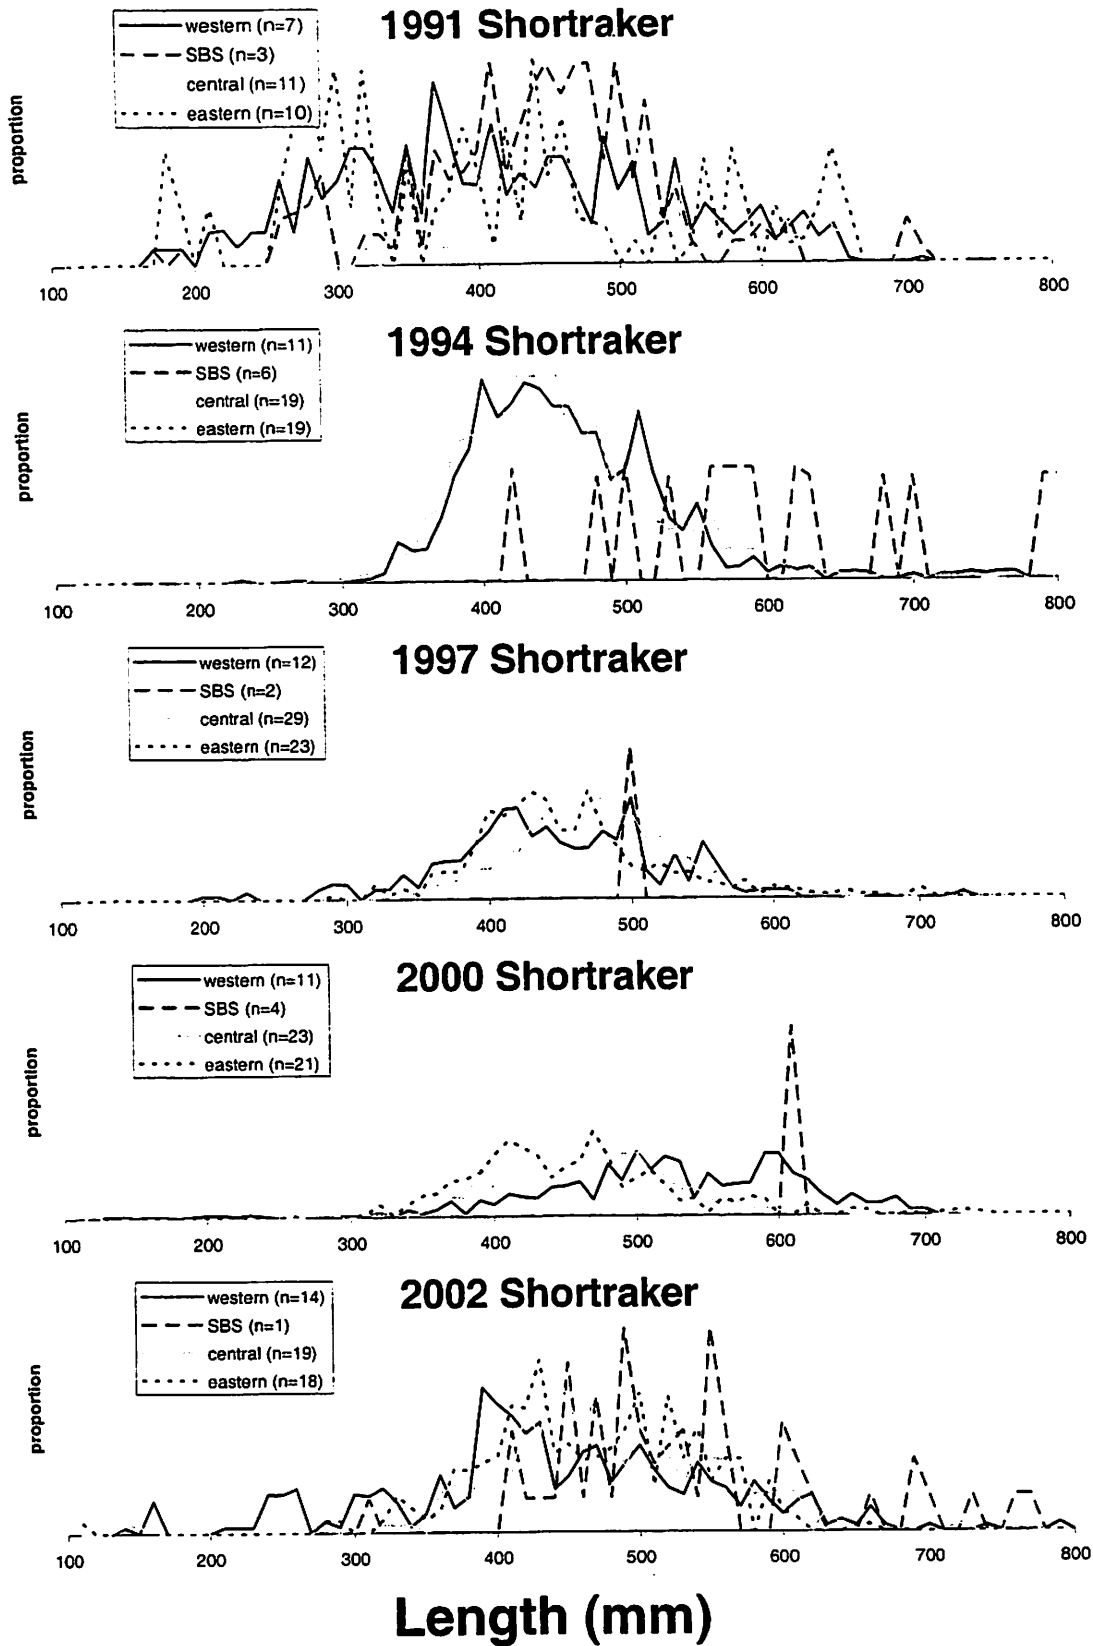 1991 Shortraker
western (n=7)
SBS (n=3)
central (n=11)
eastern (n=10)
proportion
100 200 300 400 500 600 700 800
1994 Shortraker
western (n=11)
SBS (n=6)
central (n=19)
eastern (n=19)
proportion
100 200 300 400 500 600 700 800
1997 Shortraker
western (n=12)
SBS (n=2)
central (n=29)
eastern (n=23)
proportion
100 200 300 400 500 600 700 800
2000 Shortraker
western (n=11)
SBS (n=4)
central (n=23)
eastern (n=21)
proportion
100 200 300 400 500 600 700 800
2002 Shortraker
western (n=14)
SBS (n=1)
central (n=19)
eastern (n=18)
proportion
100 200 300 400 500 600 700 800
Length (mm)